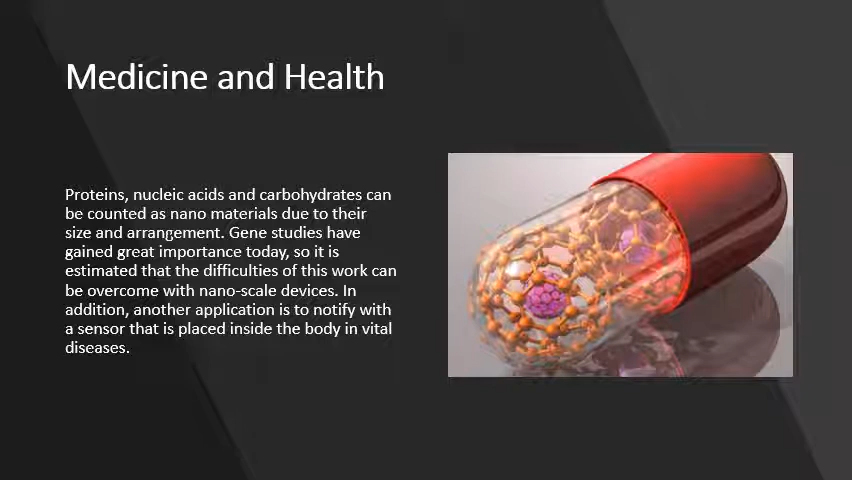 Medicine and Health
Proteins, nucleic acids and carbohydrates can
be counted as nano materials due to their
size and arrangement. Gene studies have
gained great importance today, so it is
estimated that the difficulties of this work can
be overcome with nano-scale devices. In
addition, another application is to notify with
a sensor that is placed inside the body in vital
diseases.